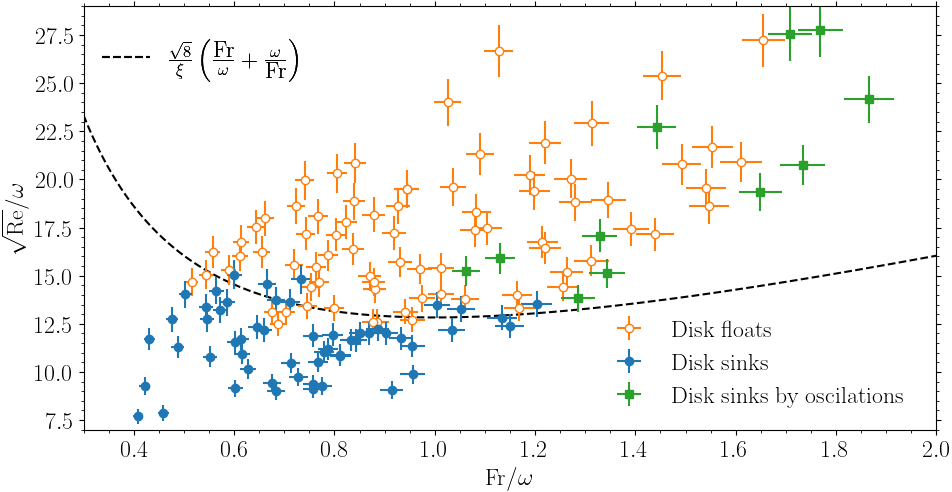 27.5
25.0
22.5
20.0
17.5
15.0
12.5
10.0
7.5
√Re/ω
√8/ξ (Fr/ω + ω/Fr)
Disk floats
Disk sinks
Disk sinks by oscilations
0.4 0.6 0.8 1.0 1.2 1.4 1.6 1.8 2.0
Fr/ω